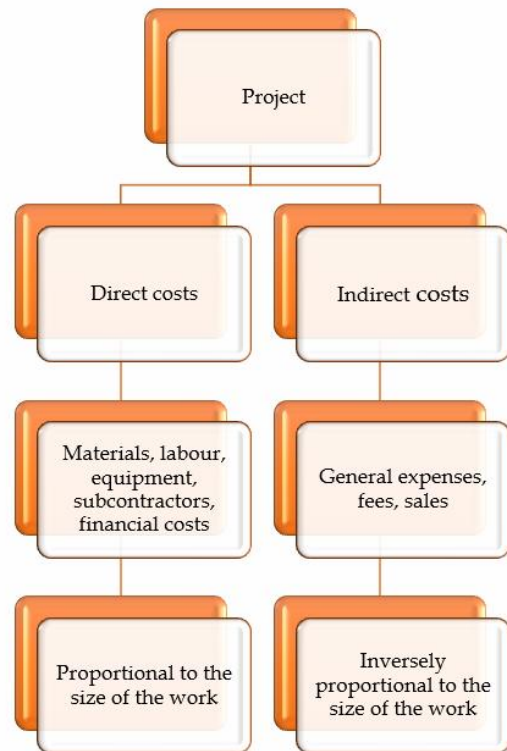 Project
Direct costs
Indirect costs
Materials, labour,
equipment,
subcontractors,
financial costs
General expenses,
fees, sales
Proportional to the
size of the work
Inversely
proportional to the
size of the work